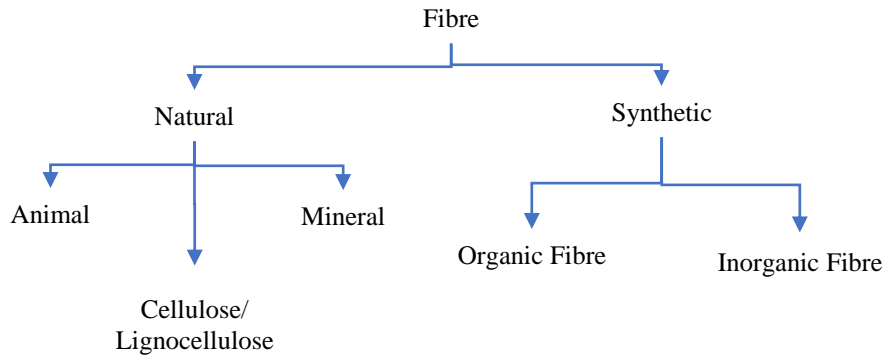 Fibre
Natural
Synthetic
Animal
Mineral
Organic Fibre
Inorganic Fibre
Cellulose/
Lignocellulose